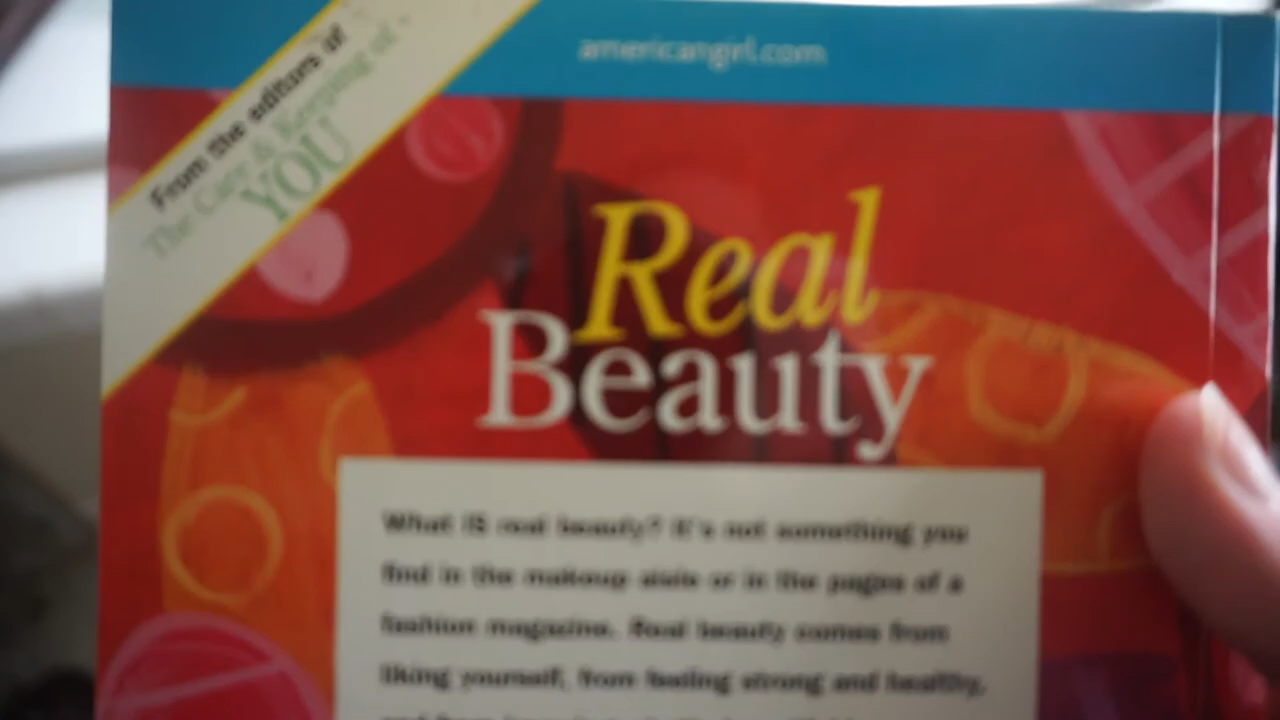 americangirl.com
From the editors of
The Care & Keeping of
YOU
Real
Beauty
What IS real beauty? It's not something you
find in the makeup aisle or in the pages of a
fashion magazine. Real beauty comes from
liking yourself, from feeling strong and healthy,